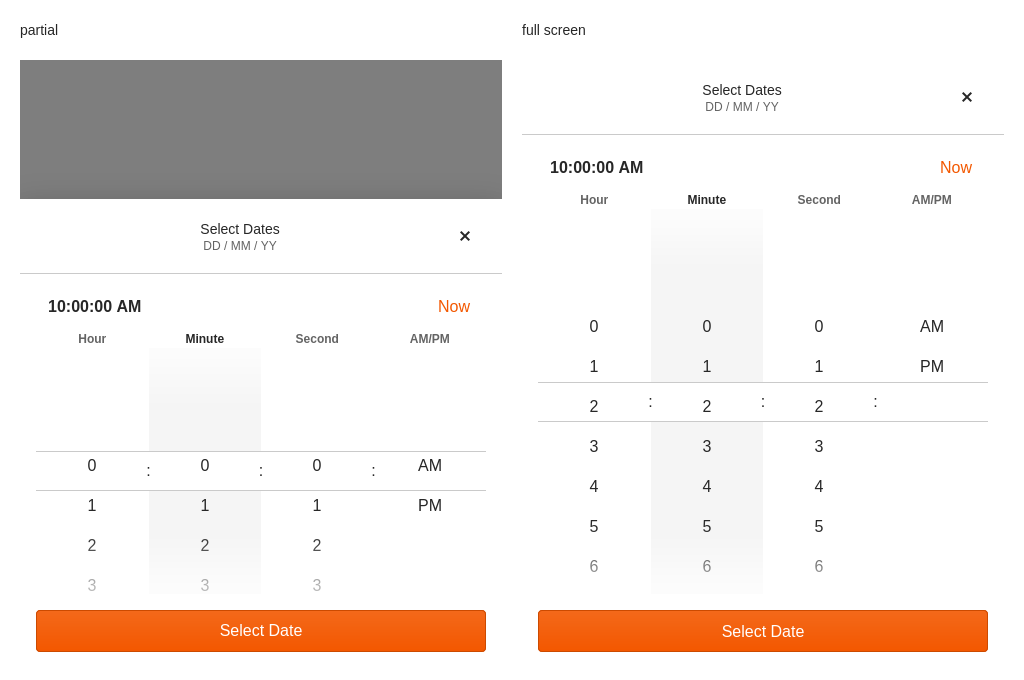 partial
Select Dates
DD / MM / YY
×
10:00:00 AM Now
Hour Minute Second AM/PM
0 : 0 : 0 : AM
1 1 1 PM
2 2 2
3 3 3
Select Date
full screen
Select Dates
DD / MM / YY
×
10:00:00 AM Now
Hour Minute Second AM/PM
0 0 0 AM
1 1 1 PM
2 : 2 : 2 :
3 3 3
4 4 4
5 5 5
6 6 6
Select Date